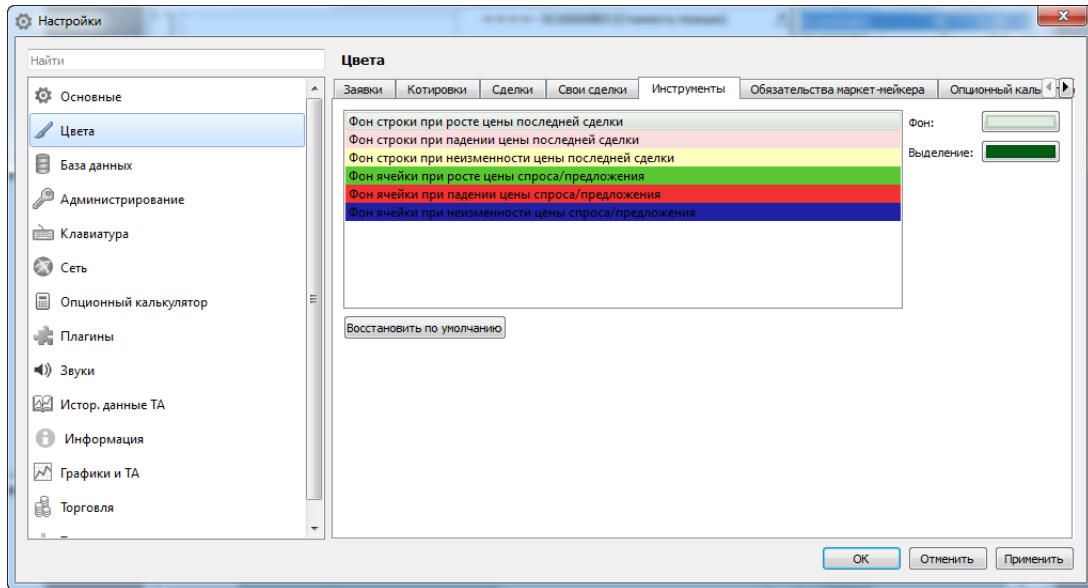 Настройки
Найти
Основные
Цвета
База данных
Администрирование
Клавиатура
Сеть
Опционный калькулятор
Плагины
Звуки
Истор. данные ТА
Информация
Графики и ТА
Торговля
Цвета
Заявки Котировки Сделки Свои сделки Инструменты Обязательства маркет-мейкера Опционный каль
Фон строки при росте цены последней сделки
Фон строки при падении цены последней сделки
Фон строки при неизменности цены последней сделки
Фон ячейки при росте цены спроса/предложения
Фон ячейки при падении цены спроса/предложения
Фон ячейки при неизменности цены спроса/предложения
Фон:
Выделение:
Восстановить по умолчанию
OK Отменить Применить